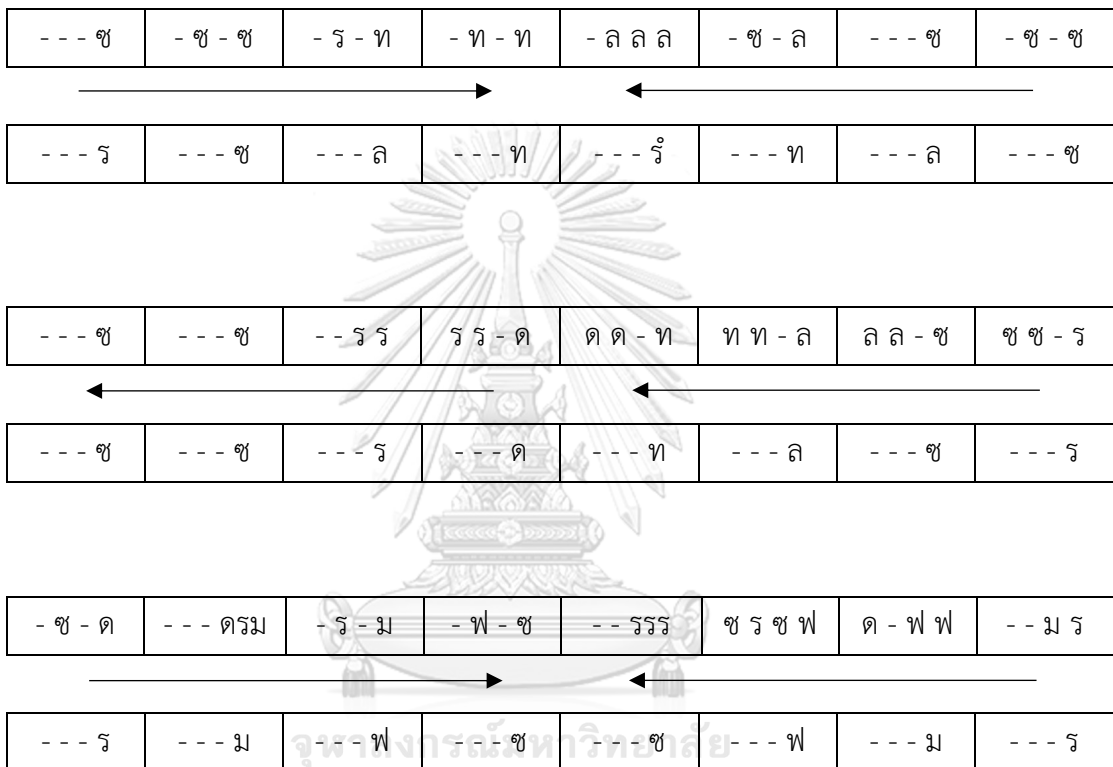 - - - ซ - ซ - ซ - ร - ท - ท - ท - ล ล ล - ซ - ล - - - ซ - ซ - ซ
- - - ร - - - ซ - - - ล - - - ท - - - รํ - - - ท - - - ล - - - ซ
- - - ซ - - - ซ - - ร ร ร ร - ด ด ด - ท ท ท - ล ล ล - ซ ซ ซ - ร
- - - ซ - - - ซ - - - ร - - - ด - - - ท - - - ล - - - ซ - - - ร
- ซ - ด - - - ดรม - ร - ม - ฟ - ซ - - รรร ซ ร ซ ฟ ด - ฟ ฟ - - ม ร
- - - ร - - - ม - - - ฟ - - - ซ - - - ซ - - - ฟ - - - ม - - - ร
จุฬาลงกรณ์มหาวิทยาลัย